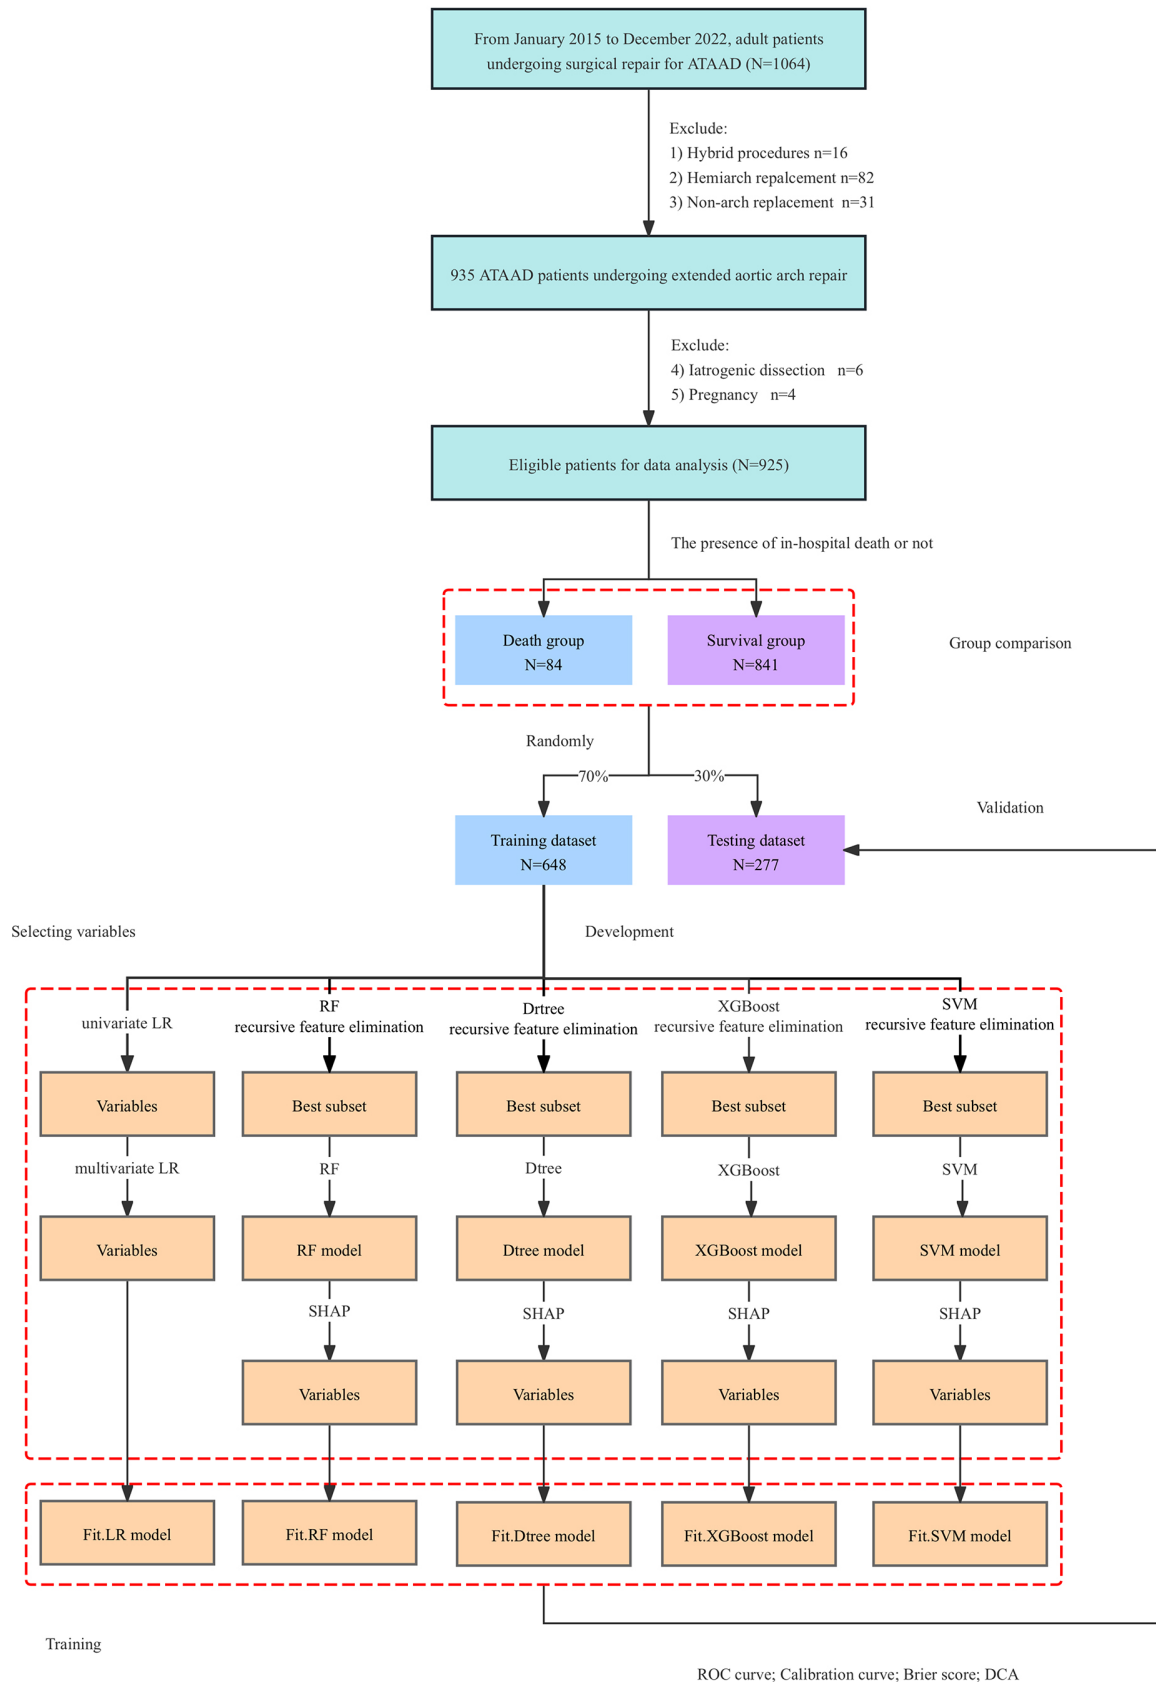 From January 2015 to December 2022, adult patients
undergoing surgical repair for ATAAD (N=1064)
Exclude:
1) Hybrid procedures n=16
2) Hemiarch repalcement n=82
3) Non-arch replacement n=31
935 ATAAD patients undergoing extended aortic arch repair
Exclude:
4) Iatrogenic dissection n=6
5) Pregnancy n=4
Eligible patients for data analysis (N=925)
The presence of in-hospital death or not
Death group
N=84
Survival group
N=841
Group comparison
Randomly
70%
30%
Validation
Training dataset
N=648
Testing dataset
N=277
Selecting variables
Development
univariate LR
RF
recursive feature elimination
Drtree
recursive feature elimination
XGBoost
recursive feature elimination
SVM
recursive feature elimination
Variables
Best subset
Best subset
Best subset
Best subset
multivariate LR
RF
Dtree
XGBoost
SVM
Variables
RF model
Dtree model
XGBoost model
SVM model
SHAP
SHAP
SHAP
SHAP
Variables
Variables
Variables
Variables
Fit.LR model
Fit.RF model
Fit.Dtree model
Fit.XGBoost model
Fit.SVM model
Training
ROC curve; Calibration curve; Brier score; DCA